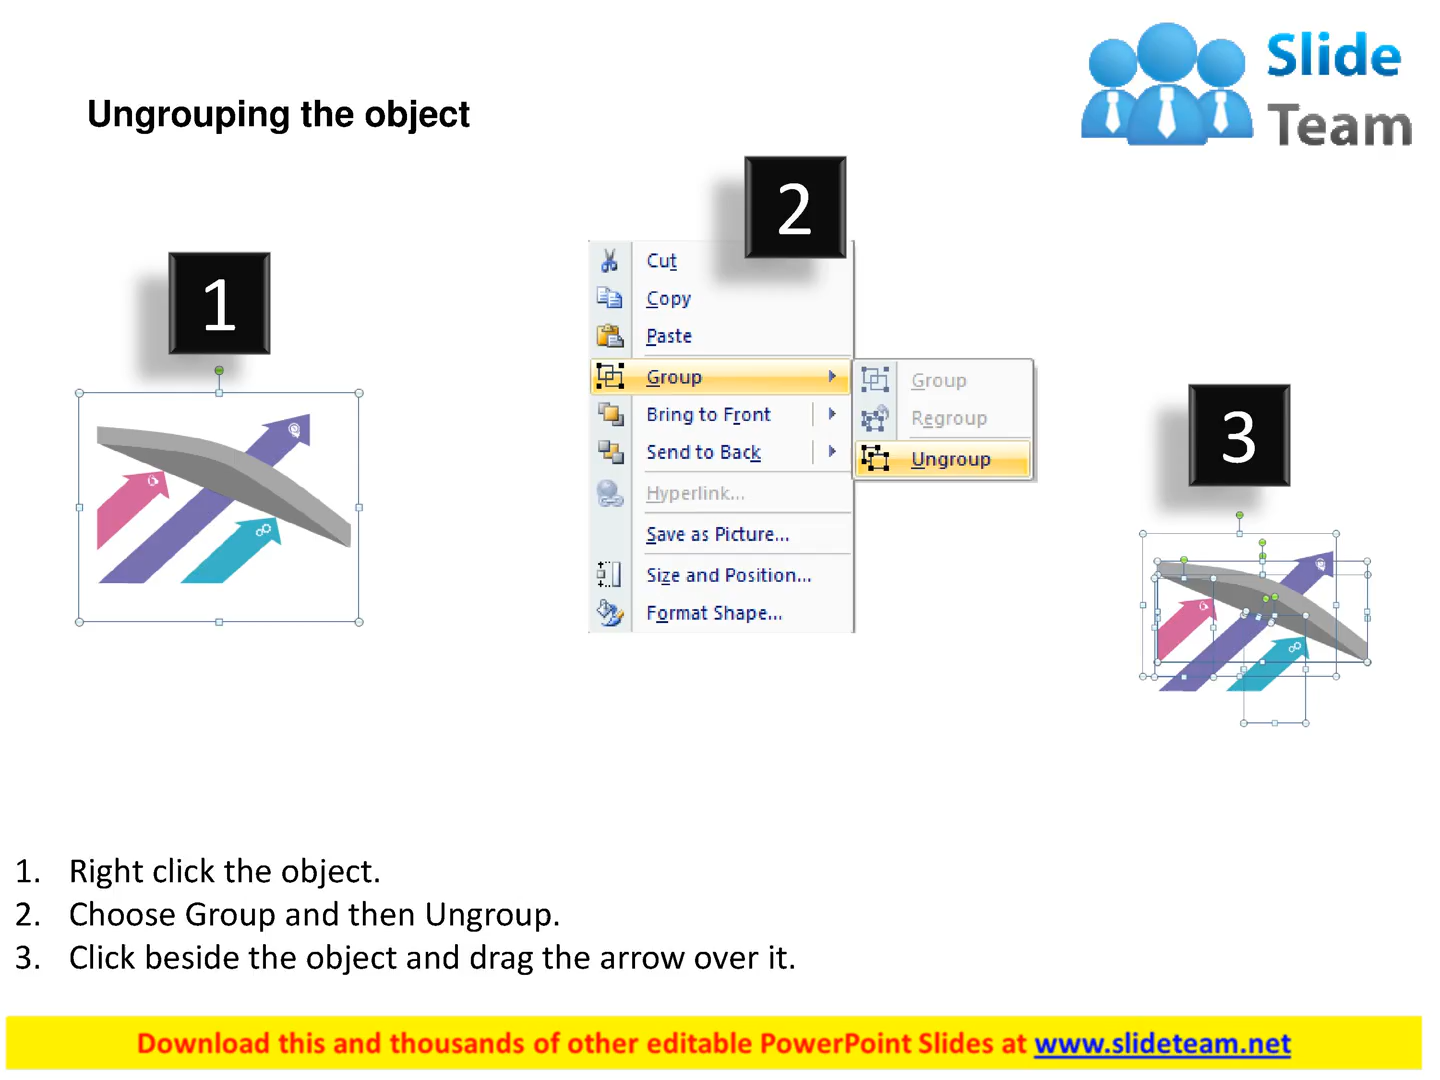 Slide
Team
Ungrouping the object
1
2
3
Cut
Copy
Paste
Group
Bring to Front
Send to Back
Hyperlink...
Save as Picture...
Size and Position...
Format Shape...
Group
Regroup
Ungroup
1. Right click the object.
2. Choose Group and then Ungroup.
3. Click beside the object and drag the arrow over it.
Download this and thousands of other editable PowerPoint Slides at www.slideteam.net